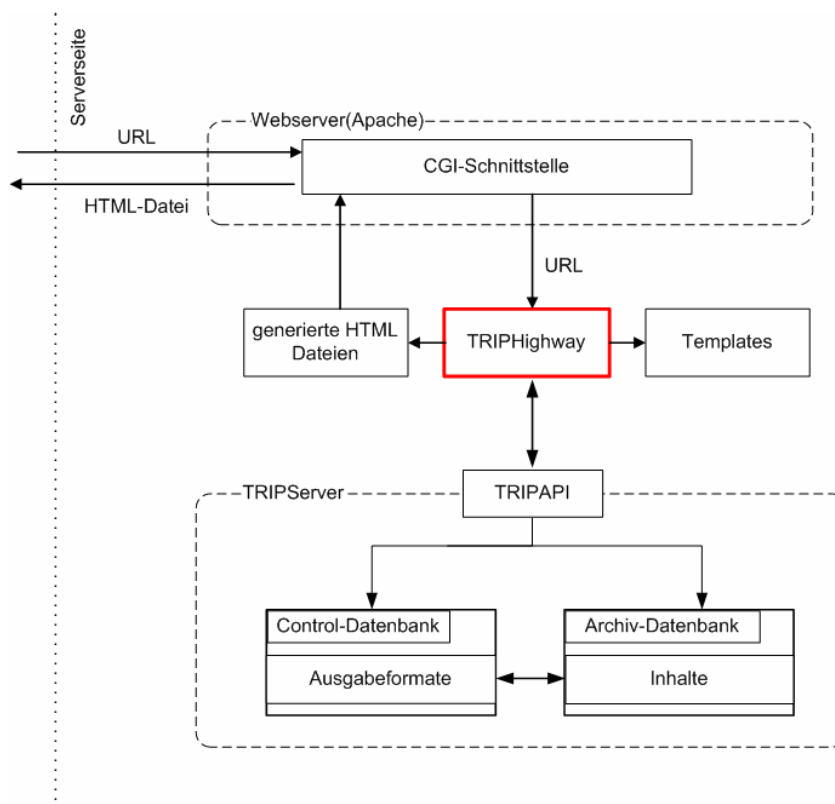 Serverseite
Webserver(Apache)
URL
CGI-Schnittstelle
HTML-Datei
URL
generierte HTML
Dateien
TRIPHighway
Templates
TRIPServer
TRIPAPI
Control-Datenbank
Archiv-Datenbank
Ausgabeformate
Inhalte